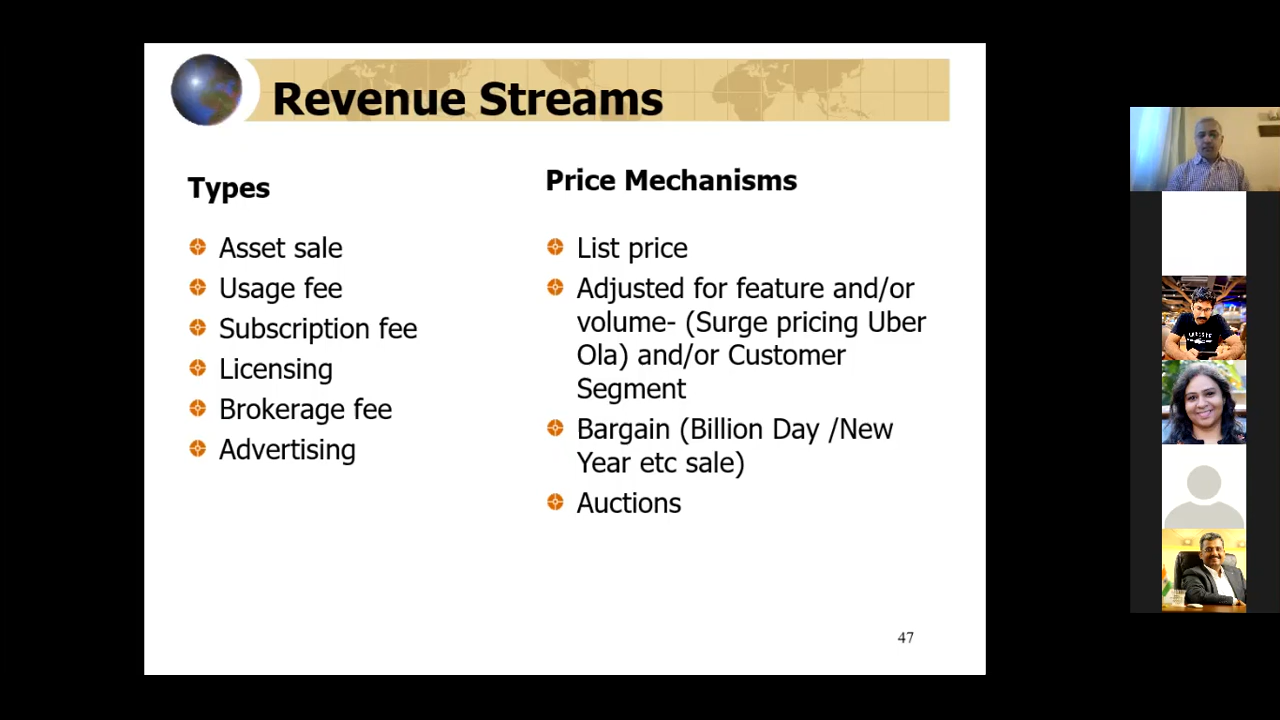 Revenue Streams
Types
Asset sale
Usage fee
Subscription fee
Licensing
Brokerage fee
Advertising
Price Mechanisms
List price
Adjusted for feature and/or
volume- (Surge pricing Uber
Ola) and/or Customer
Segment
Bargain (Billion Day /New
Year etc sale)
Auctions
47